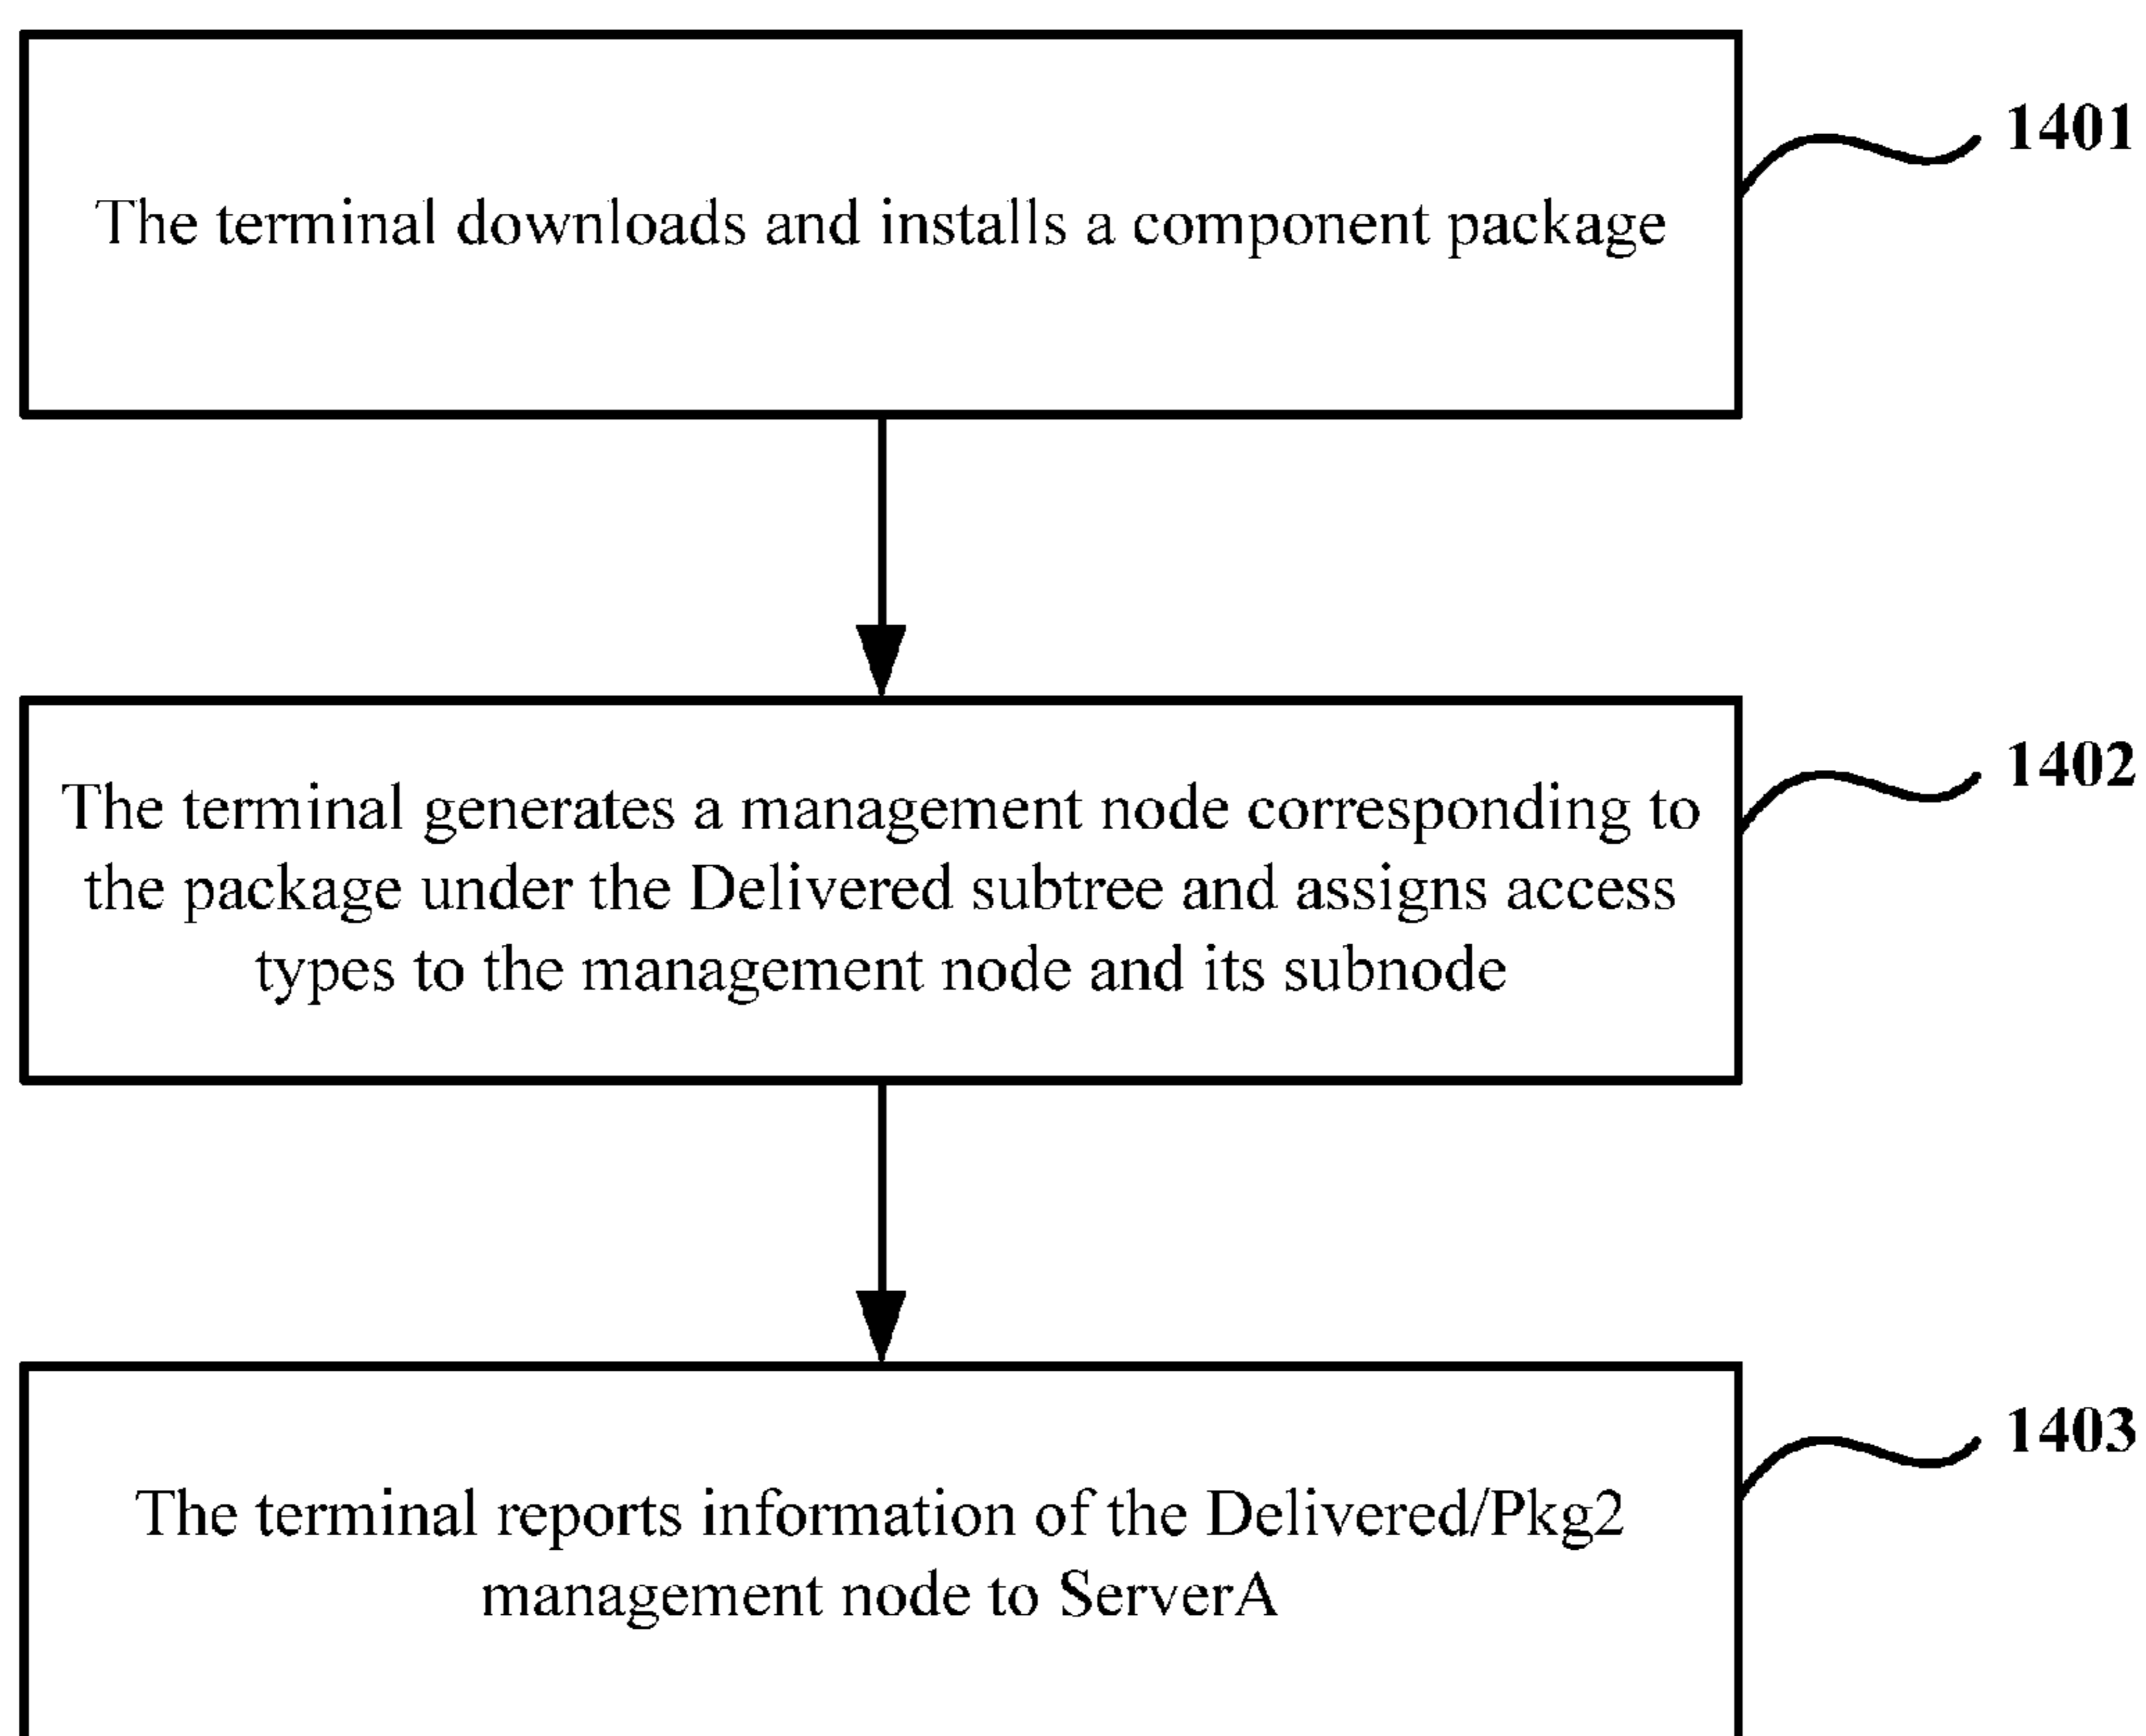 1401
The terminal downloads and installs a component package
1402
The terminal generates a management node corresponding to
the package under the Delivered subtree and assigns access
types to the management node and its subnode
1403
The terminal reports information of the Delivered/Pkg2
management node to ServerA